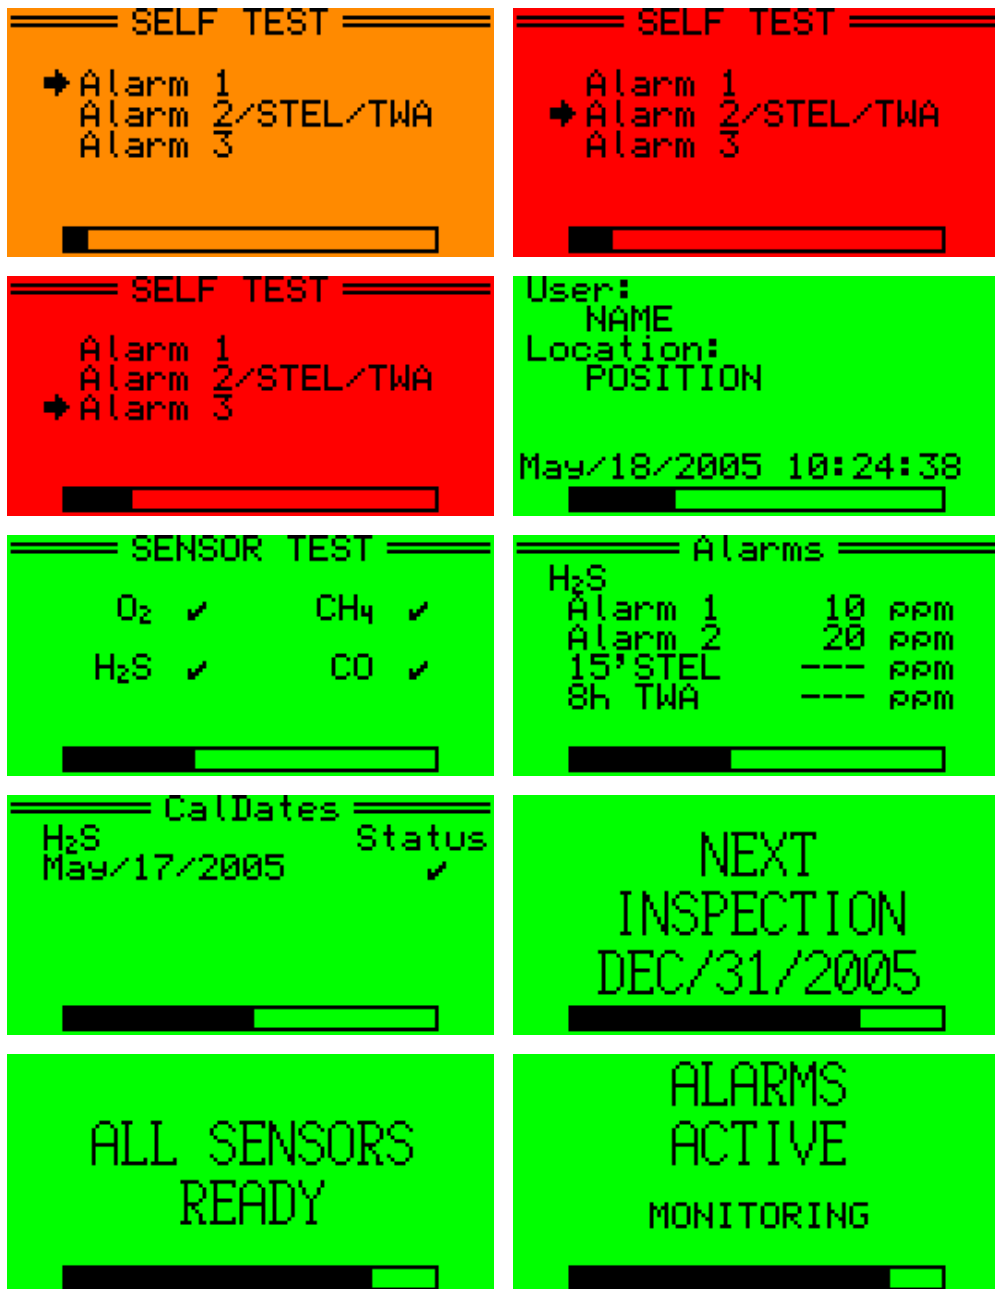 SELF TEST
Alarm 1
Alarm 2/STEL/TWA
Alarm 3
SELF TEST
Alarm 1
Alarm 2/STEL/TWA
Alarm 3
SELF TEST
Alarm 1
Alarm 2/STEL/TWA
Alarm 3
User:
NAME
Location:
POSITION
May/18/2005 10:24:38
SENSOR TEST
O₂ ✔ CH₄ ✔
H₂S ✔ CO ✔
Alarms
H₂S
Alarm 1 10 ppm
Alarm 2 20 ppm
15'STEL --- ppm
8h TWA --- ppm
CalDates
H₂S Status
May/17/2005 ✔
NEXT
INSPECTION
DEC/31/2005
ALL SENSORS
READY
ALARMS
ACTIVE
MONITORING